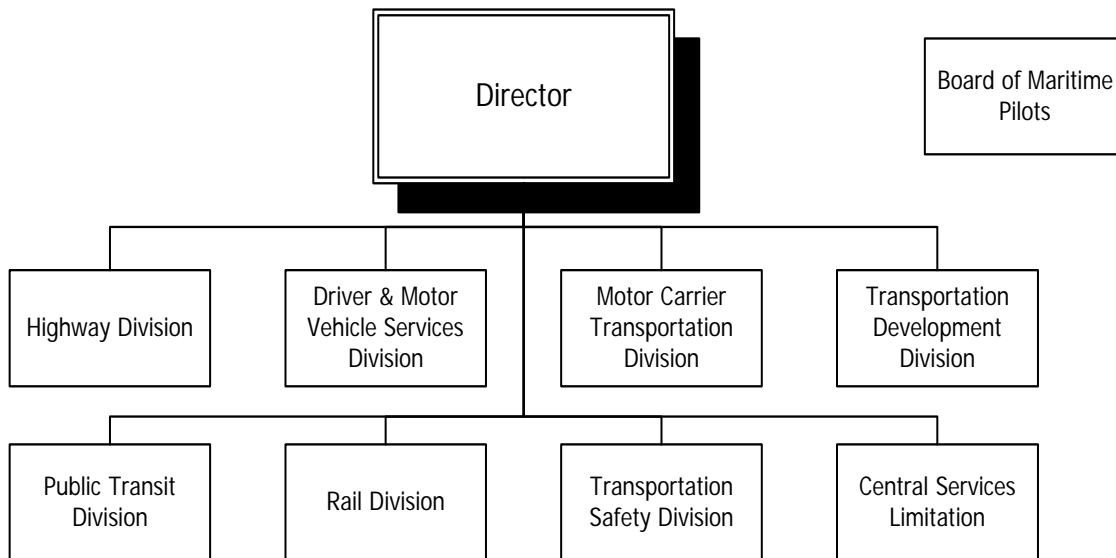 Director
Board of Maritime
Pilots
Highway Division
Driver & Motor
Vehicle Services
Division
Motor Carrier
Transportation
Division
Transportation
Development
Division
Public Transit
Division
Rail Division
Transportation
Safety Division
Central Services
Limitation